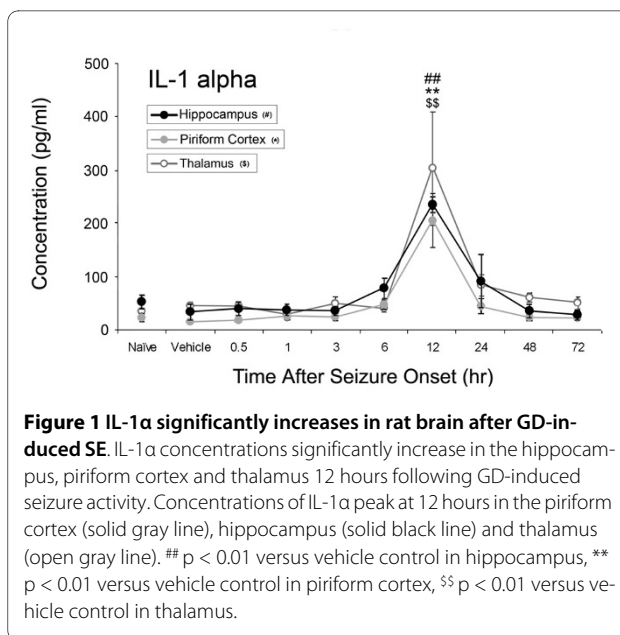 ##
**
$$
IL-1 alpha
Hippocampus (#)
Piriform Cortex (*)
Thalamus ($)
Concentration (pg/ml)
500
400
300
200
100
0
Naïve Vehicle 0.5 1 3 6 12 24 48 72
Time After Seizure Onset (hr)
Figure 1 IL-1α significantly increases in rat brain after GD-in-
duced SE. IL-1α concentrations significantly increase in the hippocam-
pus, piriform cortex and thalamus 12 hours following GD-induced
seizure activity. Concentrations of IL-1α peak at 12 hours in the piriform
cortex (solid gray line), hippocampus (solid black line) and thalamus
(open gray line). ## p < 0.01 versus vehicle control in hippocampus, **
p < 0.01 versus vehicle control in piriform cortex, $$ p < 0.01 versus ve-
hicle control in thalamus.